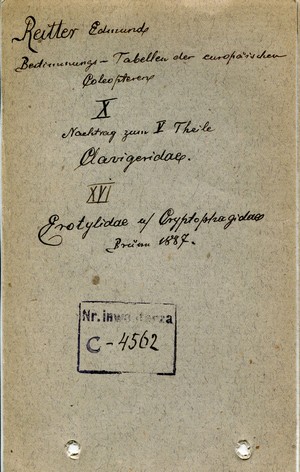 Reitter Edmund
Bestimmungs-Tabellen der europäischen
Coleopteren
X
Nachtrag zum V Theile
Clavigeridae.
XVI
Erotylidae u/ Cryptophagidae
Brünn 1887.
Nr. inwentarza
C-4562